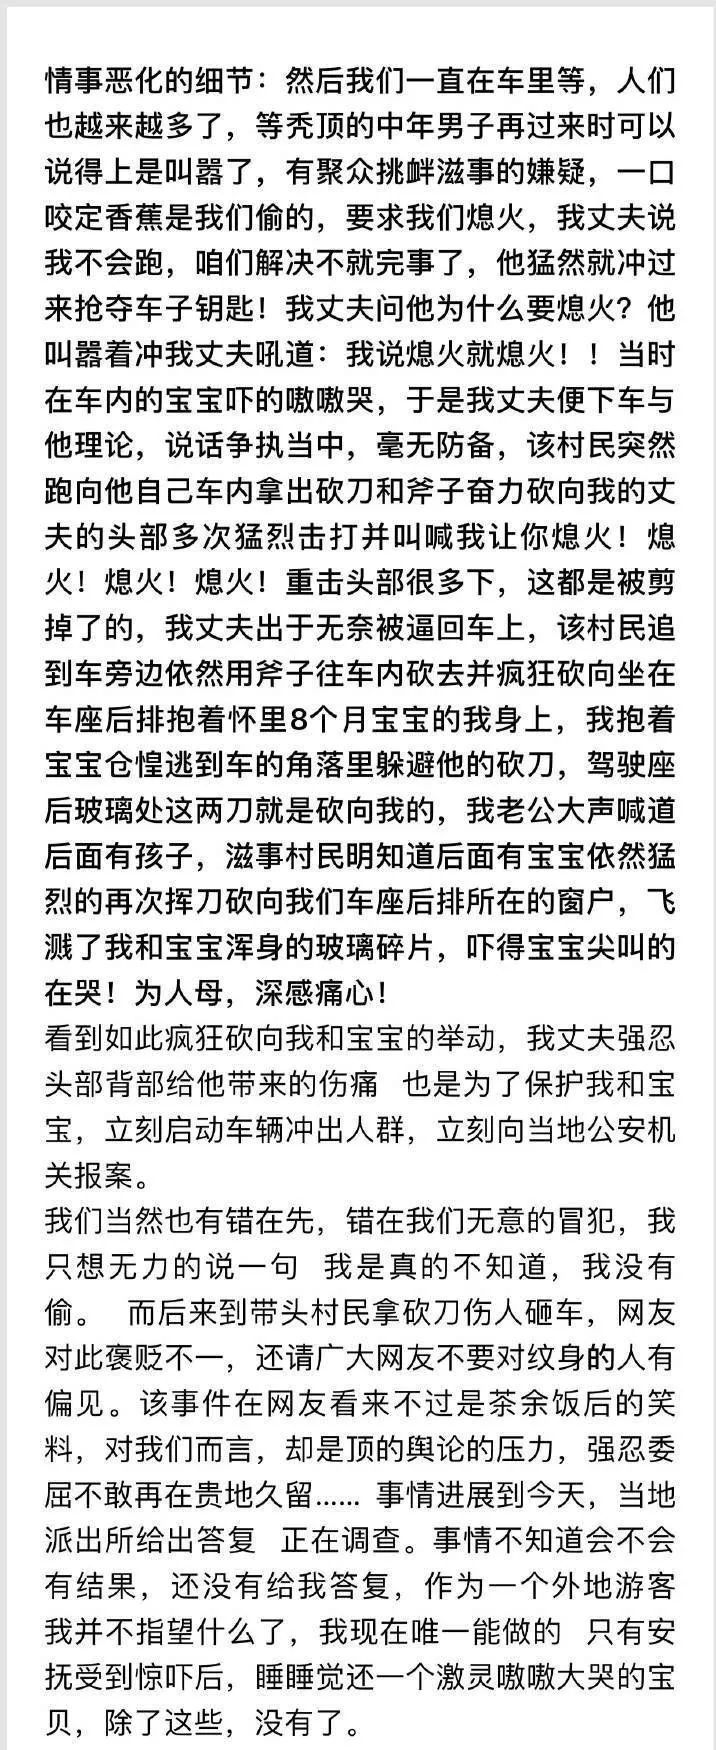 情事恶化的细节：然后我们一直在车里等，人们
也越来越多了，等秃顶的中年男子再过来时可以
说得上是叫嚣了，有聚众挑衅滋事的嫌疑，一口
咬定香蕉是我们偷的，要求我们熄火，我丈夫说
我不会跑，咱们解决不就完事了，他猛然就冲过
来抢夺车子钥匙！我丈夫问他为什么要熄火？他
叫嚣着冲我丈夫吼道：我说熄火就熄火！！当时
在车内的宝宝吓的嗷嗷哭，于是我丈夫便下车与
他理论，说话争执当中，毫无防备，该村民突然
跑向他自己车内拿出砍刀和斧子奋力砍向我的丈
夫的头部多次猛烈击打并叫喊我让你熄火！熄
火！熄火！熄火！重击头部很多下，这都是被剪
掉了的，我丈夫出于无奈被逼回车上，该村民追
到车旁边依然用斧子往车内砍去并疯狂砍向坐在
车座后排抱着怀里8个月宝宝的我身上，我抱着
宝宝仓惶逃到车的角落里躲避他的砍刀，驾驶座
后玻璃处这两刀就是砍向我的，我老公大声喊道
后面有孩子，滋事村民明知道后面有宝宝依然猛
烈的再次挥刀砍向我们车座后排所在的窗户，飞
溅了我和宝宝浑身的玻璃碎片，吓得宝宝尖叫的
在哭！为人母，深感痛心！
看到如此疯狂砍向我和宝宝的举动，我丈夫强忍
头部背部给他带来的伤痛 也是为了保护我和宝
宝，立刻启动车辆冲出人群，立刻向当地公安机
关报案。
我们当然也有错在先，错在我们无意的冒犯，我
只想无力的说一句 我是真的不知道，我没有
偷。 而后来到带头村民拿砍刀伤人砸车，网友
对此褒贬不一，还请广大网友不要对纹身的人有
偏见。该事件在网友看来不过是茶余饭后的笑
料，对我们而言，却是顶的舆论的压力，强忍委
屈不敢再在贵地久留...... 事情进展到今天，当地
派出所给出答复 正在调查。事情不知道会不会
有结果，还没有给我答复，作为一个外地游客
我并不指望什么了，我现在唯一能做的 只有安
抚受到惊吓后，睡睡觉还一个激灵嗷嗷大哭的宝
贝，除了这些，没有了。